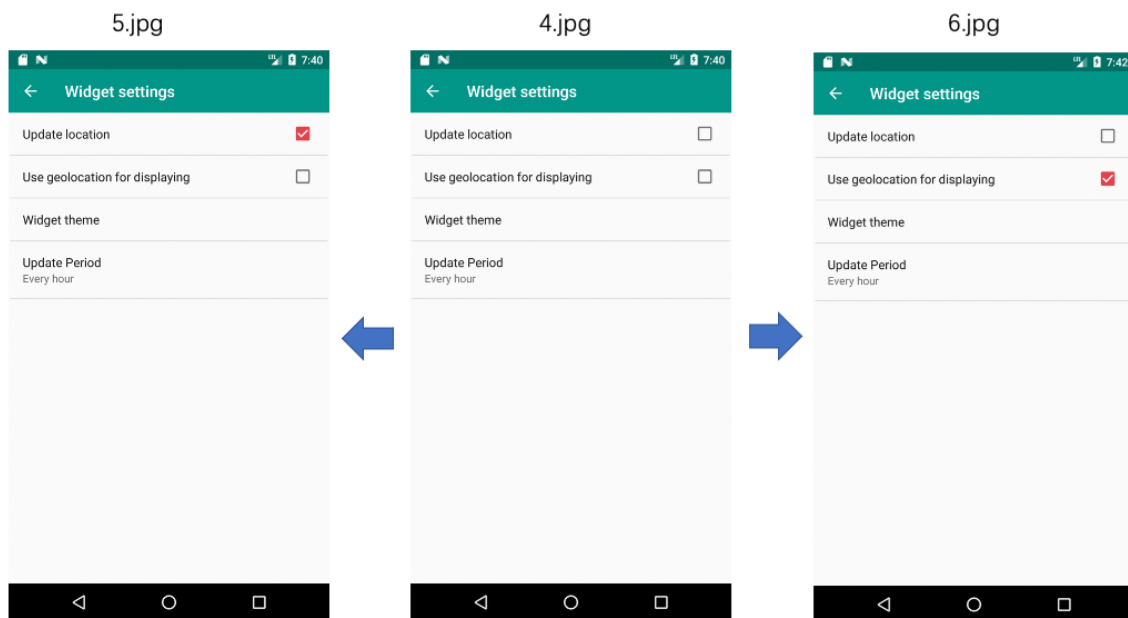 5.jpg
7:40
Widget settings
Update location
Use geolocation for displaying
Widget theme
Update Period
Every hour
4.jpg
7:40
Widget settings
Update location
Use geolocation for displaying
Widget theme
Update Period
Every hour
6.jpg
7:42
Widget settings
Update location
Use geolocation for displaying
Widget theme
Update Period
Every hour